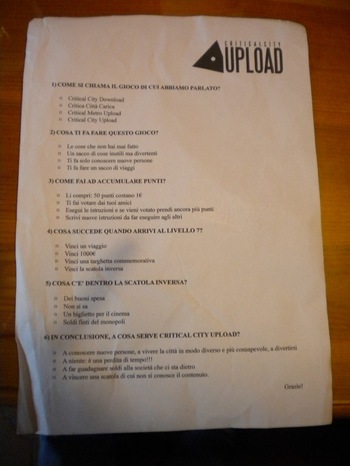 CRITICALCITY
UPLOAD
1) COME SI CHIAMA IL GIOCO DI CUI ABBIAMO PARLATO?
Critical City Download
Critica Città Carica
Critical Metro Upload
Critical City Upload
2) COSA TI FA FARE QUESTO GIOCO?
Le cose che non hai mai fatto
Un sacco di cose inutili ma divertenti
Ti fa solo conoscere nuove persone
Ti fa fare un sacco di viaggi
3) COME FAI AD ACCUMULARE PUNTI?
Li compri: 50 punti costano 1€
Ti fai votare dai tuoi amici
Esegui le istruzioni e se vieni votato prendi ancora più punti
Scrivi nuove istruzioni da far eseguire agli altri
4) COSA SUCCEDE QUANDO ARRIVI AL LIVELLO 7?
Vinci un viaggio
Vinci 1000€
Vinci una targhetta commemorativa
Vinci la scatola inversa
5) COSA C'E' DENTRO LA SCATOLA INVERSA?
Dei buoni spesa
Non si sa
Un biglietto per il cinema
Soldi finti del monopoli
6) IN CONCLUSIONE, A COSA SERVE CRITICAL CITY UPLOAD?
A conoscere nuove persone, a vivere la città in modo diverso e più consapevole, a divertirsi
A niente: è una perdita di tempo!!!
A far guadagnare soldi alla società che ci sta dietro
A vincere una scatola di cui non si conosce il contenuto.
Grazie!